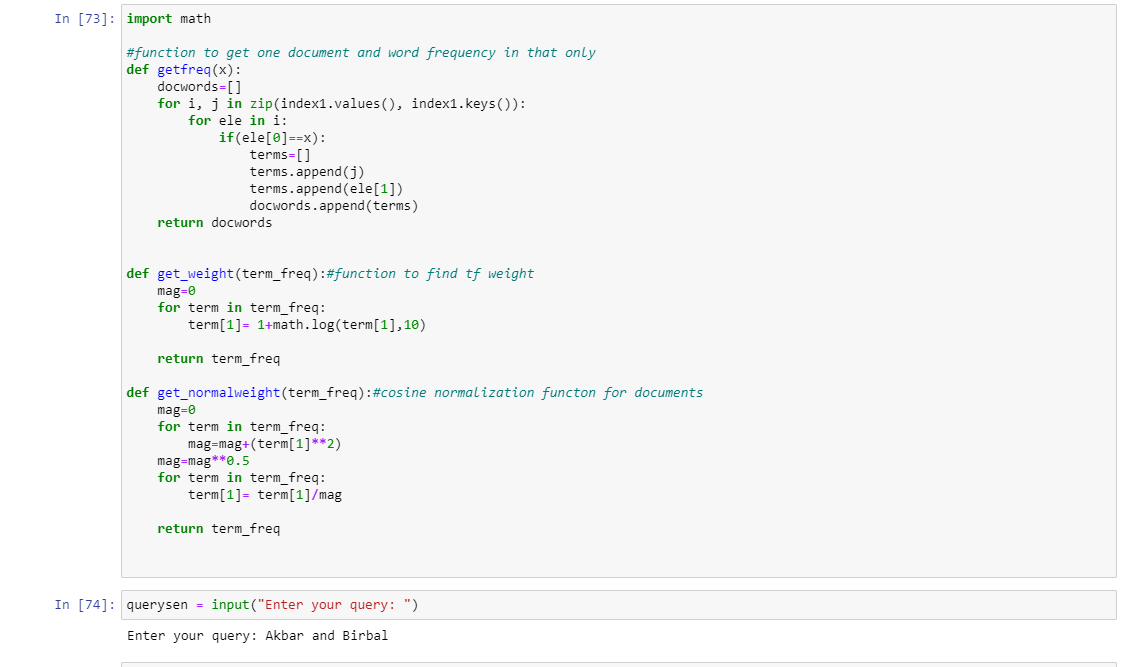 In [73]: import math
#function to get one document and word frequency in that only
def getfreq(x):
    docwords=[]
    for i, j in zip(index1.values(), index1.keys()):
        for ele in i:
            if(ele[0]==x):
                terms=[]
                terms.append(j)
                terms.append(ele[1])
                docwords.append(terms)
    return docwords
def get_weight(term_freq):#function to find tf weight
    mag=0
    for term in term_freq:
        term[1]= 1+math.log(term[1],10)
    return term_freq
def get_normalweight(term_freq):#cosine normalization functon for documents
    mag=0
    for term in term_freq:
        mag=mag+(term[1]**2)
    mag=mag**0.5
    for term in term_freq:
        term[1]= term[1]/mag
    return term_freq
In [74]: querysen = input("Enter your query: ")
Enter your query: Akbar and Birbal